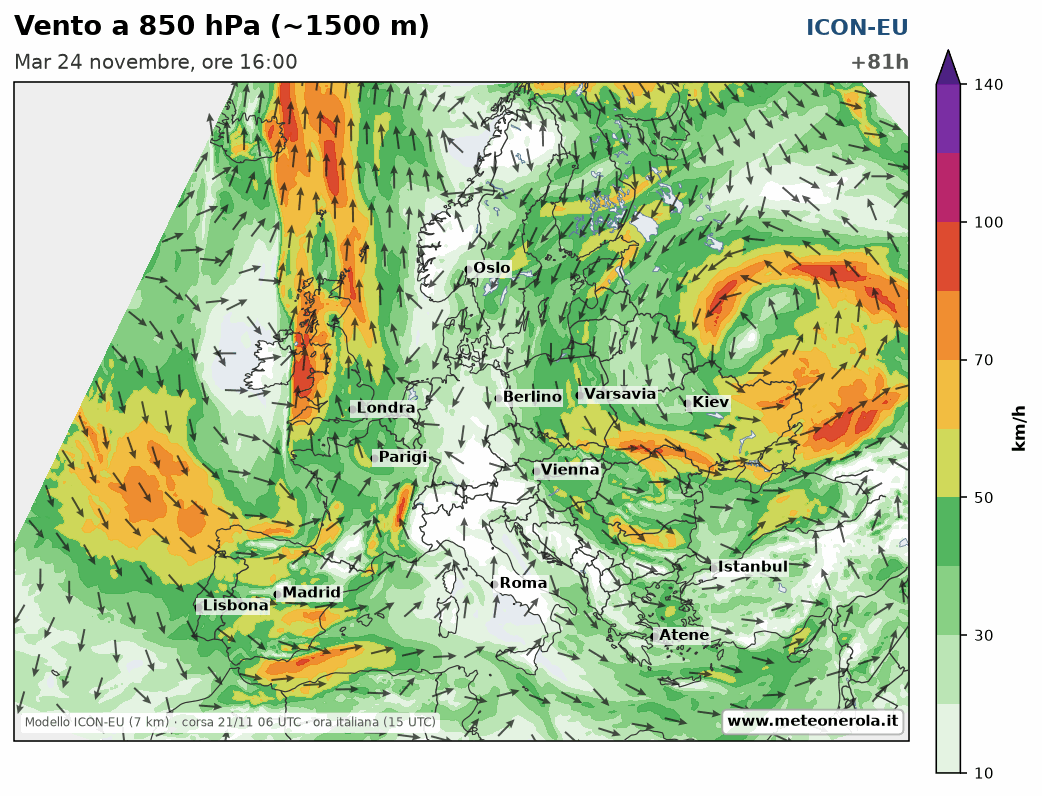 Vento a 850 hPa (~1500 m)
ICON-EU
Mar 24 novembre, ore 16:00
+81h
140
100
70
50
30
10
km/h
Oslo
Berlino
Varsavia
Kiev
Londra
Parigi
Vienna
Istanbul
Roma
Madrid
Lisbona
Atene
Modello ICON-EU (7 km) · corsa 21/11 06 UTC · ora italiana (15 UTC)
www.meteonerola.it